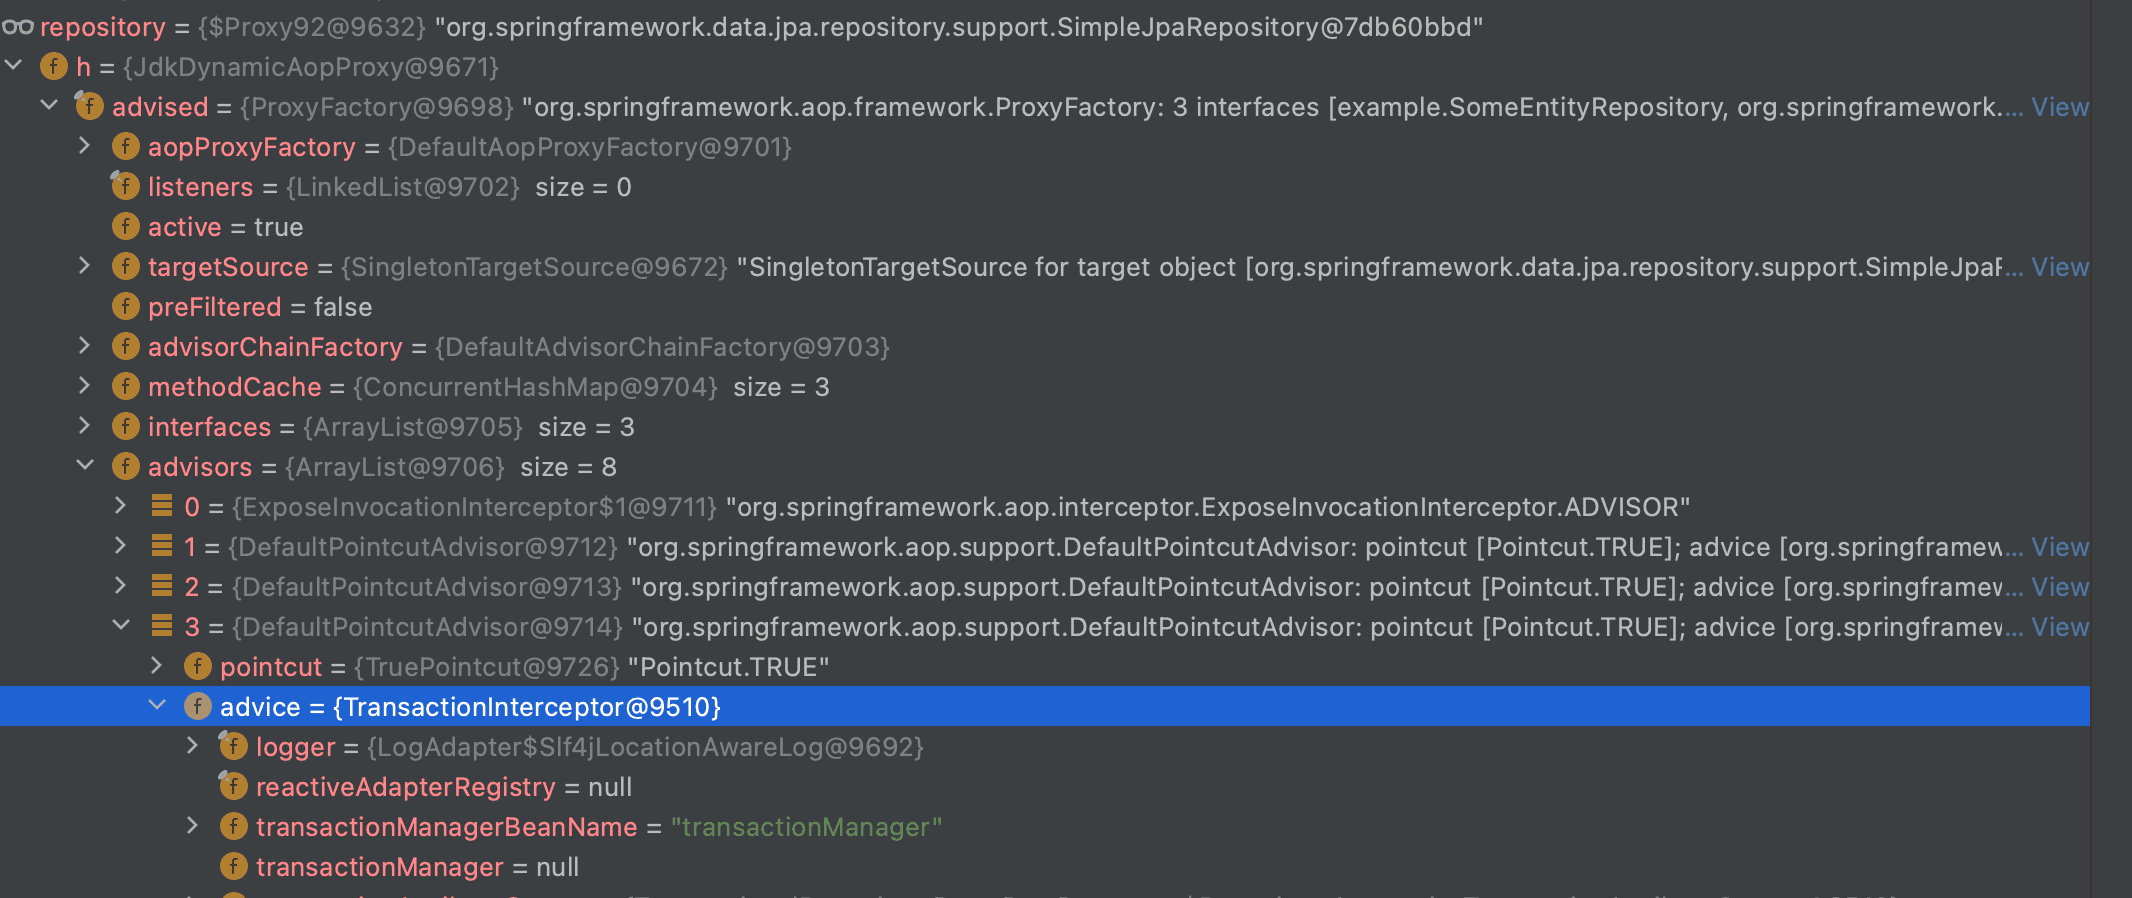 repository = {$Proxy92@9632} "org.springframework.data.jpa.repository.support.SimpleJpaRepository@7db60bbd"
f h = {JdkDynamicAopProxy@9671}
f advised = {ProxyFactory@9698} "org.springframework.aop.framework.ProxyFactory: 3 interfaces [example.SomeEntityRepository, org.springframework.... View
f aopProxyFactory = {DefaultAopProxyFactory@9701}
f listeners = {LinkedList@9702} size = 0
f active = true
f targetSource = {SingletonTargetSource@9672} "SingletonTargetSource for target object [org.springframework.data.jpa.repository.support.SimpleJpaR... View
f preFiltered = false
f advisorChainFactory = {DefaultAdvisorChainFactory@9703}
f methodCache = {ConcurrentHashMap@9704} size = 3
f interfaces = {ArrayList@9705} size = 3
f advisors = {ArrayList@9706} size = 8
0 = {ExposeInvocationInterceptor$1@9711} "org.springframework.aop.interceptor.ExposeInvocationInterceptor.ADVISOR"
1 = {DefaultPointcutAdvisor@9712} "org.springframework.aop.support.DefaultPointcutAdvisor: pointcut [Pointcut.TRUE]; advice [org.springframew... View
2 = {DefaultPointcutAdvisor@9713} "org.springframework.aop.support.DefaultPointcutAdvisor: pointcut [Pointcut.TRUE]; advice [org.springframew... View
3 = {DefaultPointcutAdvisor@9714} "org.springframework.aop.support.DefaultPointcutAdvisor: pointcut [Pointcut.TRUE]; advice [org.springframew... View
f pointcut = {TruePointcut@9726} "Pointcut.TRUE"
f advice = {TransactionInterceptor@9510}
f logger = {LogAdapter$Slf4jLocationAwareLog@9692}
f reactiveAdapterRegistry = null
f transactionManagerBeanName = "transactionManager"
f transactionManager = null